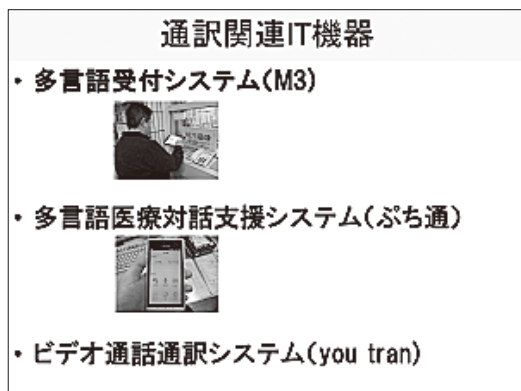 通訳関連IT機器
・多言語受付システム(M3)
・多言語医療対話支援システム(ぷち通)
・ビデオ通話通訳システム(you tran)